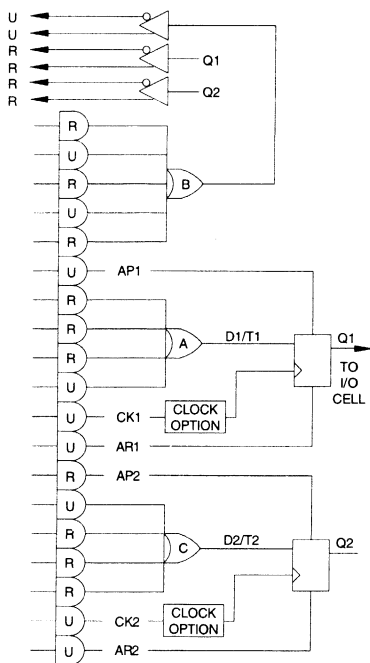 U
U
R
R Q1
R
R Q2
R
U
R B
U
R
U AP1
R
R A D1/T1 Q1
R TO
I/O
CELL
U
U CK1 CLOCK
OPTION
U AR1
R AP2
U
R
R C D2/T2 Q2
R
U CK2 CLOCK
OPTION
U AR2